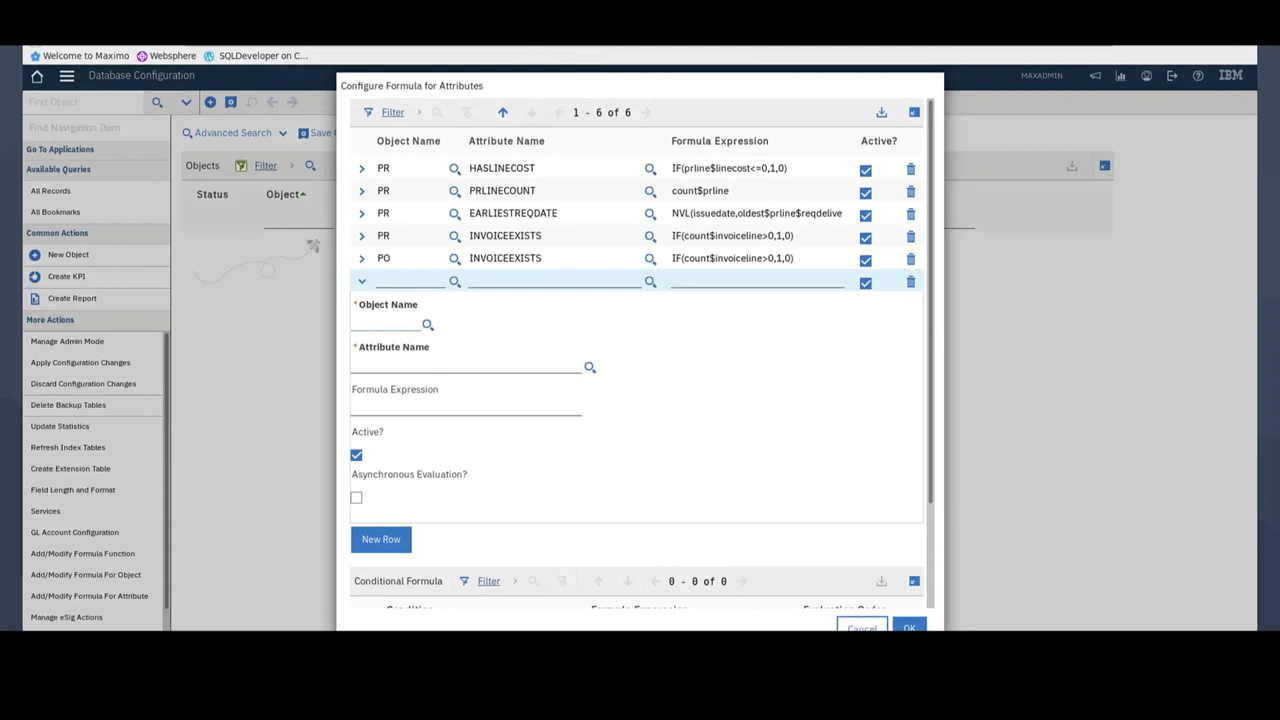 Welcome to Maximo Websphere SQLDeveloper on C...
Database Configuration MAXADMIN IBM
Find Object
Find Navigation Item
Go To Applications
Available Queries
All Records
All Bookmarks
Common Actions
New Object
Create KPI
Create Report
More Actions
Manage Admin Mode
Apply Configuration Changes
Discard Configuration Changes
Delete Backup Tables
Update Statistics
Refresh Index Tables
Create Extension Table
Field Length and Format
Services
GL Account Configuration
Add/Modify Formula Function
Add/Modify Formula For Object
Add/Modify Formula For Attribute
Manage eSig Actions
Advanced Search Save
Objects Filter
Status Object
Configure Formula for Attributes
Filter 1 - 6 of 6
Object Name Attribute Name Formula Expression Active?
PR HASLINECOST IF(prline$linecost<=0,1,0)
PR PRLINECOUNT count$prline
PR EARLIESTREQDATE NVL(issuedate,oldest$prline$reqdelive
PR INVOICEEXISTS IF(count$invoiceline>0,1,0)
PO INVOICEEXISTS IF(count$invoiceline>0,1,0)
*Object Name
*Attribute Name
Formula Expression
Active?
Asynchronous Evaluation?
New Row
Conditional Formula Filter 0 - 0 of 0
Condition Formula Expression Evaluation Order
Cancel OK